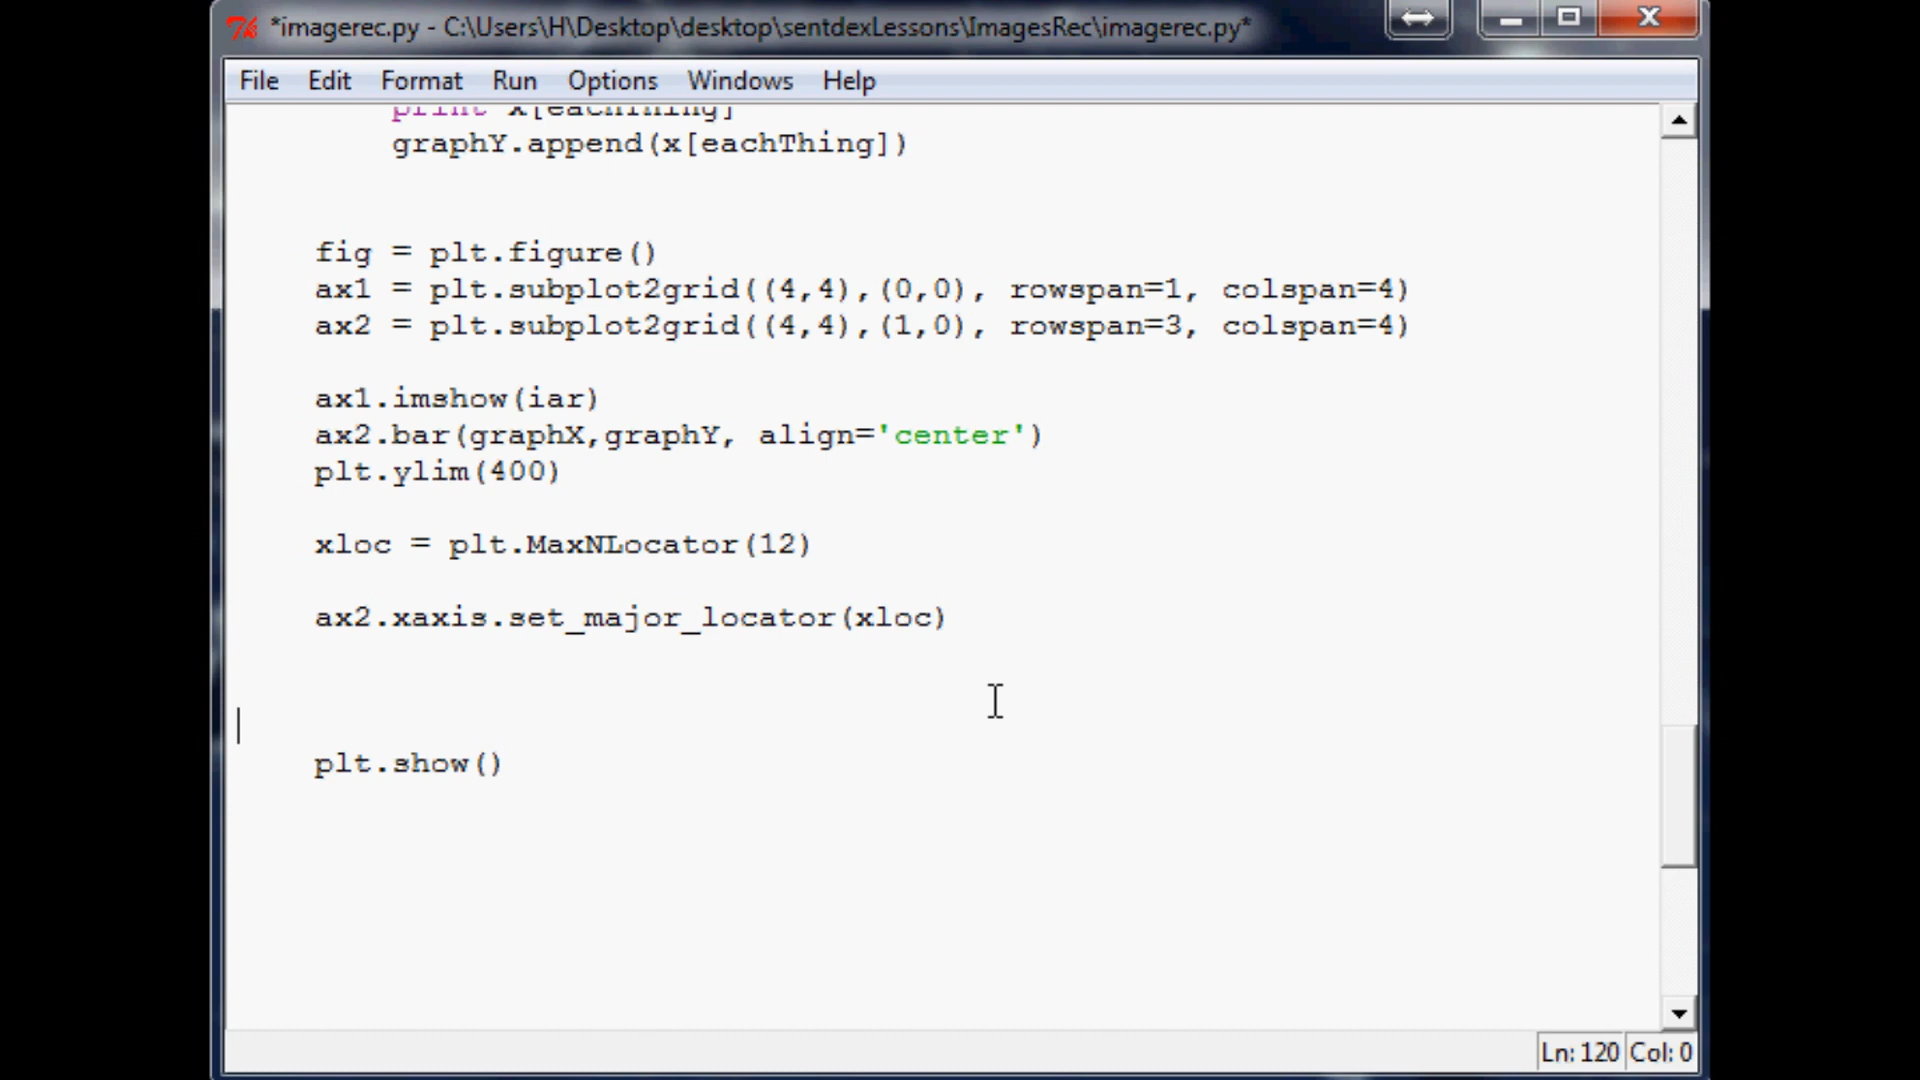 *imagerec.py - C:\Users\H\Desktop\desktop\sentdexLessons\ImagesRec\imagerec.py*
File Edit Format Run Options Windows Help
print x[eachThing]
graphY.append(x[eachThing])
fig = plt.figure()
ax1 = plt.subplot2grid((4,4),(0,0), rowspan=1, colspan=4)
ax2 = plt.subplot2grid((4,4),(1,0), rowspan=3, colspan=4)
ax1.imshow(iar)
ax2.bar(graphX,graphY, align='center')
plt.ylim(400)
xloc = plt.MaxNLocator(12)
ax2.xaxis.set_major_locator(xloc)
plt.show()
Ln: 120 Col: 0